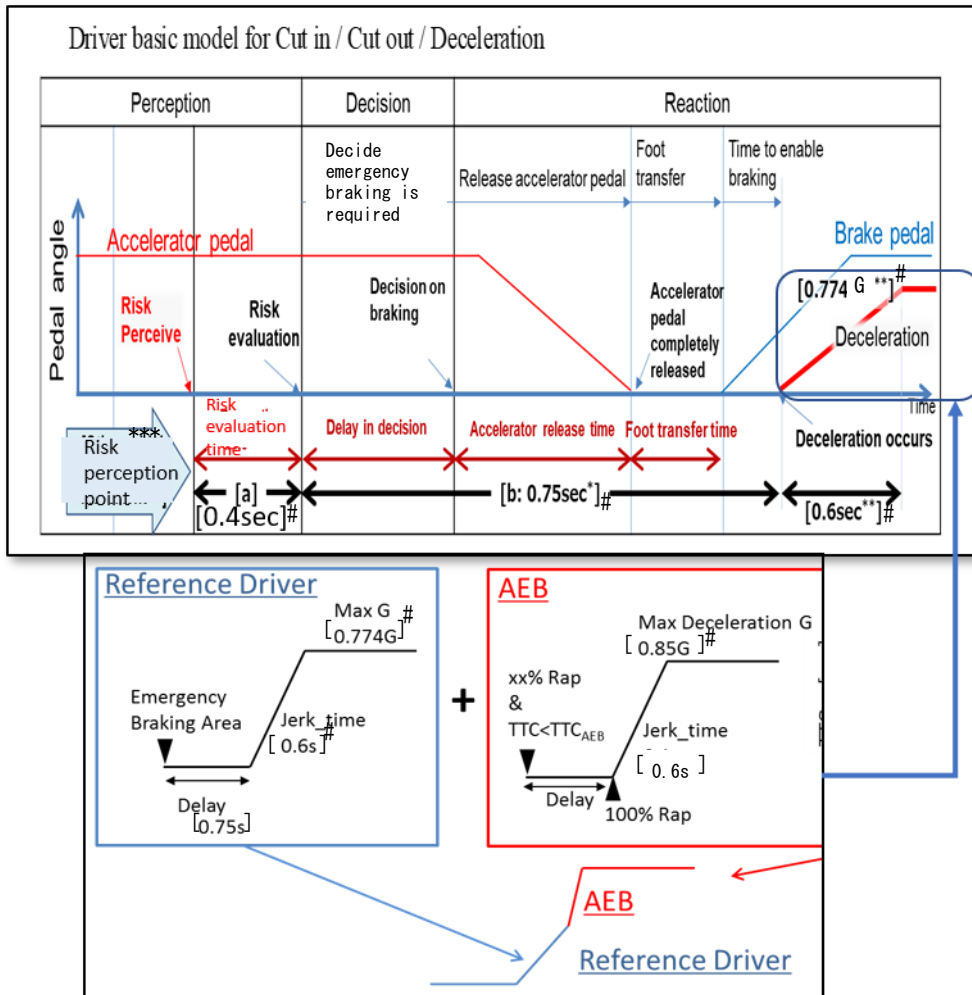 Driver basic model for Cut in / Cut out / Deceleration
Perception
Decision
Reaction
Decide
emergency
braking is
required
Release accelerator pedal
Foot
transfer
Time to enable
braking
Pedal angle
Accelerator pedal
Brake pedal
Risk
Perceive
Risk
evaluation
Decision on
braking
Accelerator
pedal
completely
released
[0.774 G **]#
Deceleration
Time
Deceleration occurs
***
Risk
perception
point
Risk
evaluation
time
Delay in decision
Accelerator release time
Foot transfer time
[a]
[0.4sec]#
[b: 0.75sec*]#
[0.6sec**]#
Reference Driver
Max G
[0.774G]#
Emergency
Braking Area
Jerk_time
[0.6s]#
Delay
[0.75s]
+
AEB
Max Deceleration G
[0.85G]#
xx% Rap
&
TTC<TTCAEB
Jerk_time
[0.6s]
Delay
100% Rap
AEB
Reference Driver